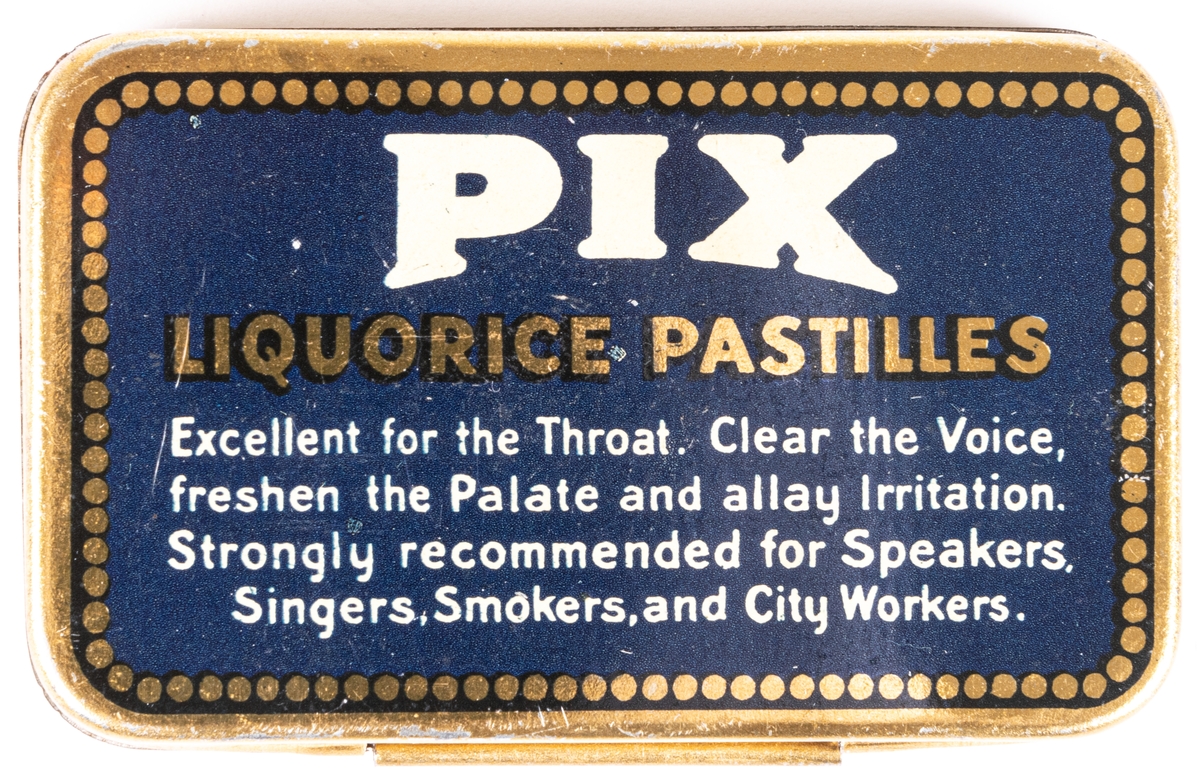 PIX
LIQUORICE PASTILLES
Excellent for the Throat. Clear the Voice,
freshen the Palate and allay Irritation.
Strongly recommended for Speakers,
Singers, Smokers, and City Workers.